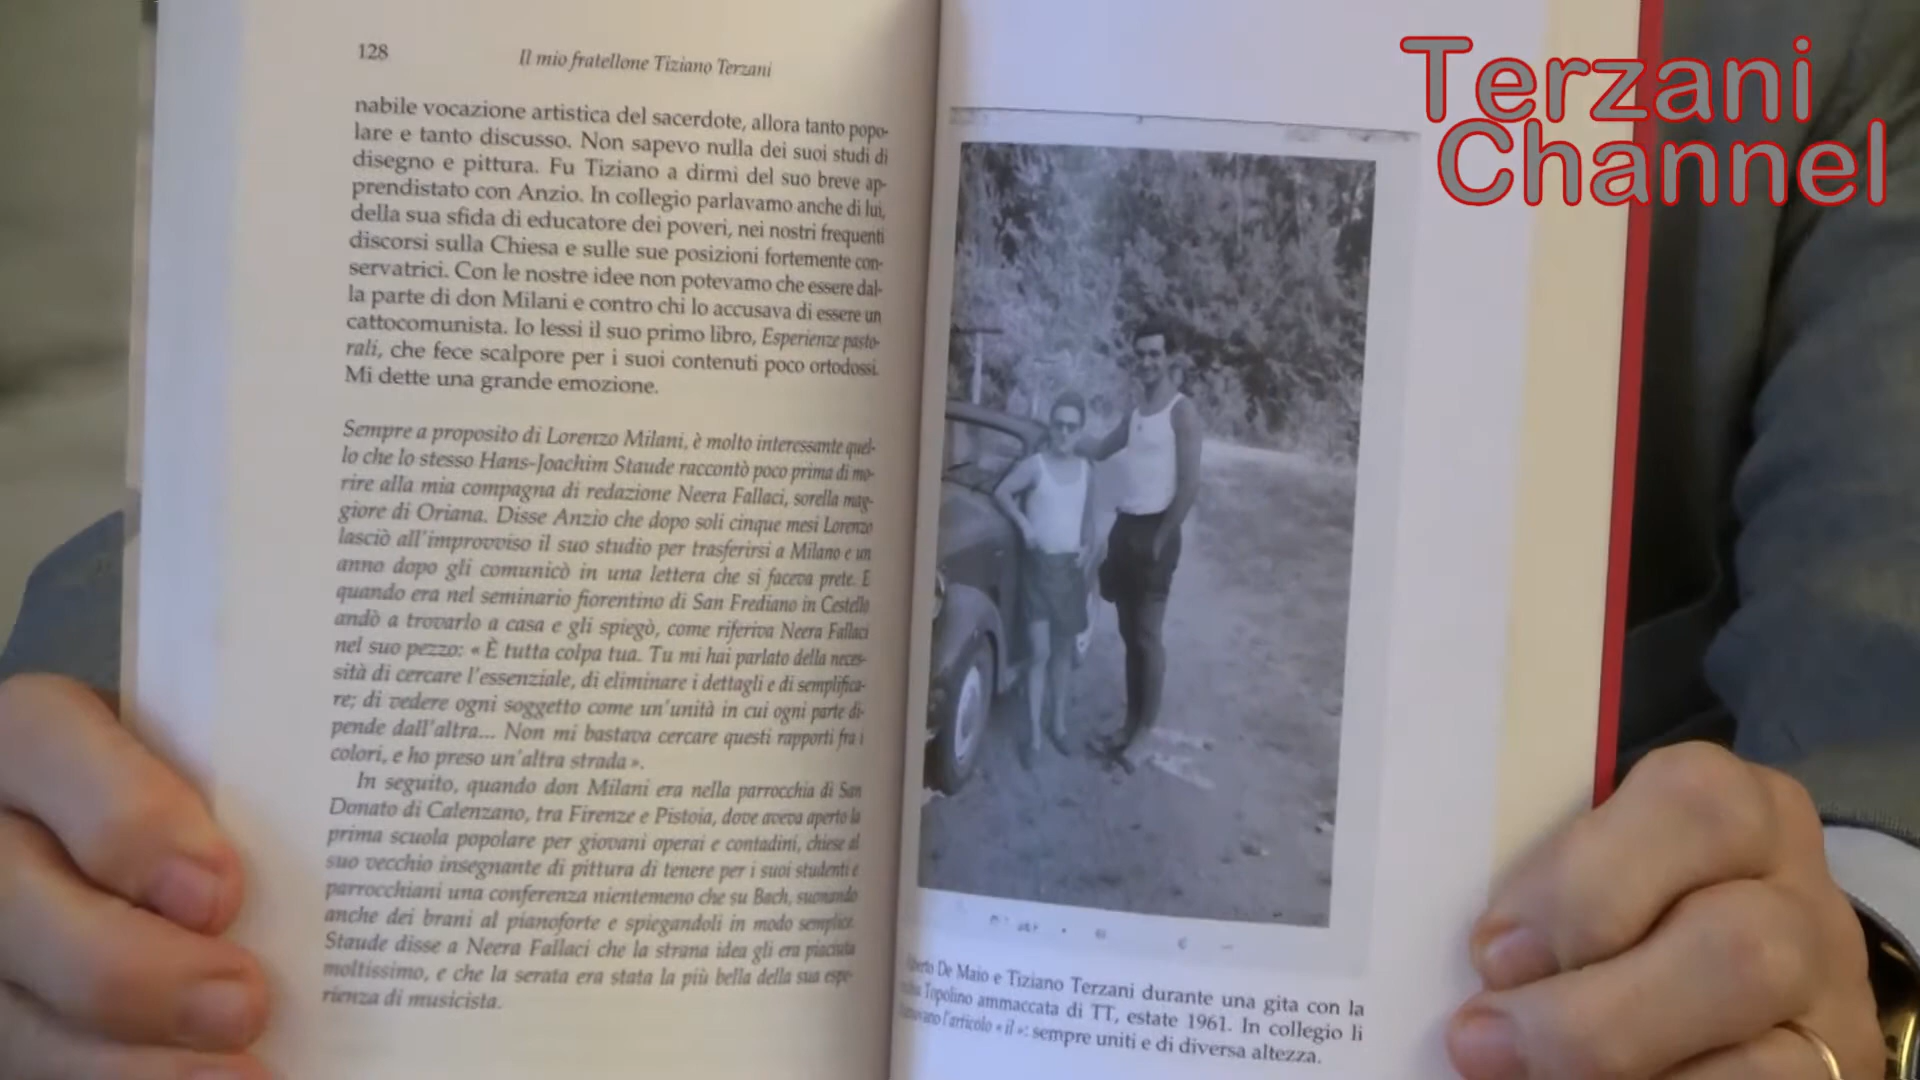 128
Il mio fratellone Tiziano Terzani
nabile vocazione artistica del sacerdote, allora tanto popo-
lare e tanto discusso. Non sapevo nulla dei suoi studi di
disegno e pittura. Fu Tiziano a dirmi del suo breve ap-
prendistato con Anzio. In collegio parlavamo anche di lui,
della sua sfida di educatore dei poveri, nei nostri frequenti
discorsi sulla Chiesa e sulle sue posizioni fortemente con-
servatrici. Con le nostre idee non potevamo che essere dal-
la parte di don Milani e contro chi lo accusava di essere un
cattocomunista. Io lessi il suo primo libro, Esperienze pasto-
rali, che fece scalpore per i suoi contenuti poco ortodossi.
Mi dette una grande emozione.
Sempre a proposito di Lorenzo Milani, è molto interessante quel-
lo che lo stesso Hans-Joachim Staude raccontò poco prima di mo-
rire alla mia compagna di redazione Neera Fallaci, sorella mag-
giore di Oriana. Disse Anzio che dopo soli cinque mesi Lorenzo
lasciò all'improvviso il suo studio per trasferirsi a Milano e un
anno dopo gli comunicò in una lettera che si faceva prete. E
quando era nel seminario fiorentino di San Frediano in Cestello
andò a trovarlo a casa e gli spiegò, come riferiva Neera Fallaci
nel suo pezzo: « È tutta colpa tua. Tu mi hai parlato della neces-
sità di cercare l'essenziale, di eliminare i dettagli e di semplifica-
re; di vedere ogni soggetto come un'unità in cui ogni parte di-
pende dall'altra... Non mi bastava cercare questi rapporti fra i
colori, e ho preso un'altra strada ».
In seguito, quando don Milani era nella parrocchia di San
Donato di Calenzano, tra Firenze e Pistoia, dove aveva aperto la
prima scuola popolare per giovani operai e contadini, chiese al
suo vecchio insegnante di pittura di tenere per i suoi studenti e
parrocchiani una conferenza nientemeno che su Bach, suonando
anche dei brani al pianoforte e spiegandoli in modo semplice.
Staude disse a Neera Fallaci che la strana idea gli era piaciuta
moltissimo, e che la serata era stata la più bella della sua espe-
rienza di musicista.
De Maio e Tiziano Terzani durante una gita con la
Topolino ammaccata di TT, estate 1961. In collegio li
l'articolo « il »: sempre uniti e di diversa altezza.
Terzani
Channel